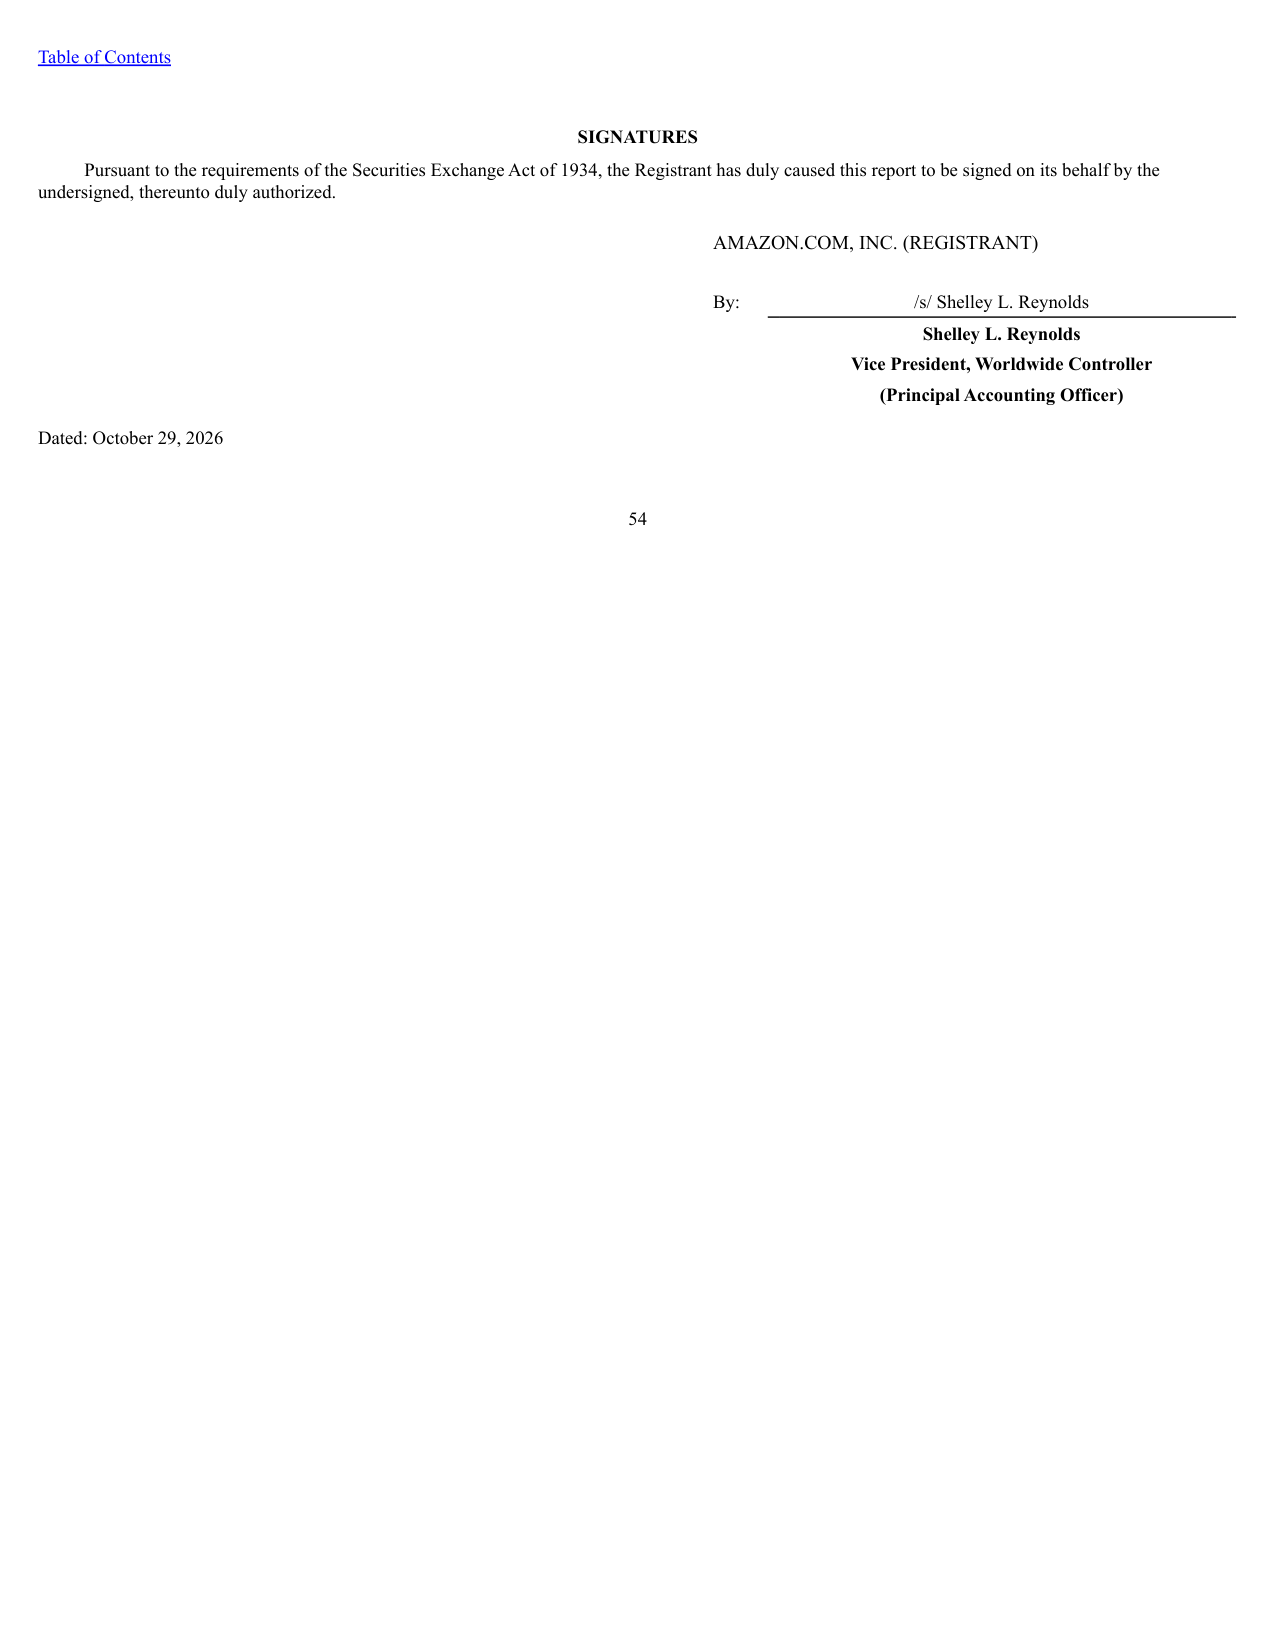 Table of Contents
SIGNATURES
Pursuant to the requirements of the Securities Exchange Act of 1934, the Registrant has duly caused this report to be signed on its behalf by the
undersigned, thereunto duly authorized.
AMAZON.COM, INC. (REGISTRANT)
By: /s/ Shelley L. Reynolds
Shelley L. Reynolds
Vice President, Worldwide Controller
(Principal Accounting Officer)
Dated: October 29, 2026
54